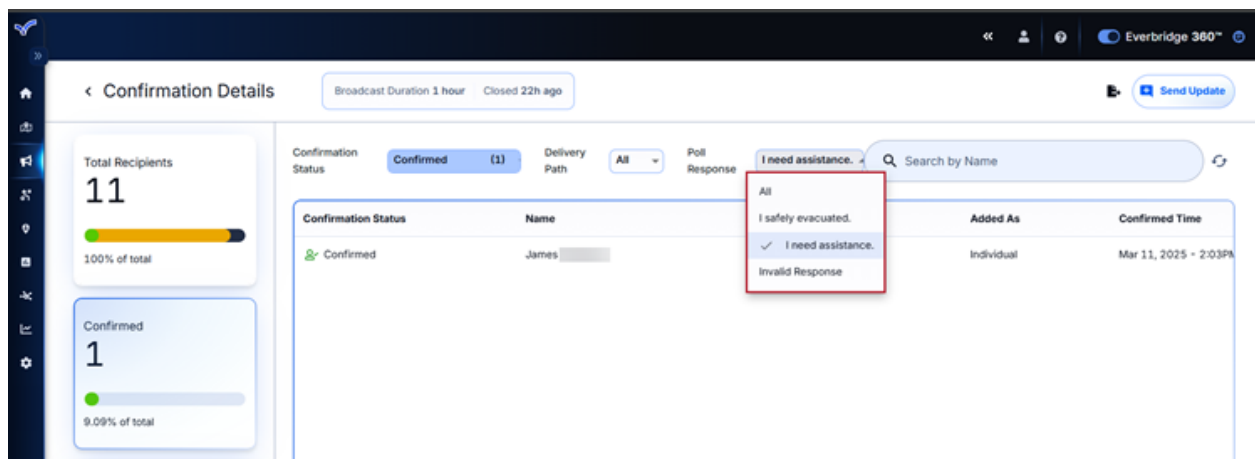 Everbridge 360™
Confirmation Details
Broadcast Duration 1 hour Closed 22h ago
Send Update
Total Recipients
11
100% of total
Confirmed
1
9.09% of total
Confirmation Status
Confirmed (1)
Delivery Path
All
Poll Response
I need assistance.
Search by Name
All
I safely evacuated.
I need assistance.
Invalid Response
Confirmation Status Name Added As Confirmed Time
Confirmed James Individual Mar 11, 2025 - 2:03PM